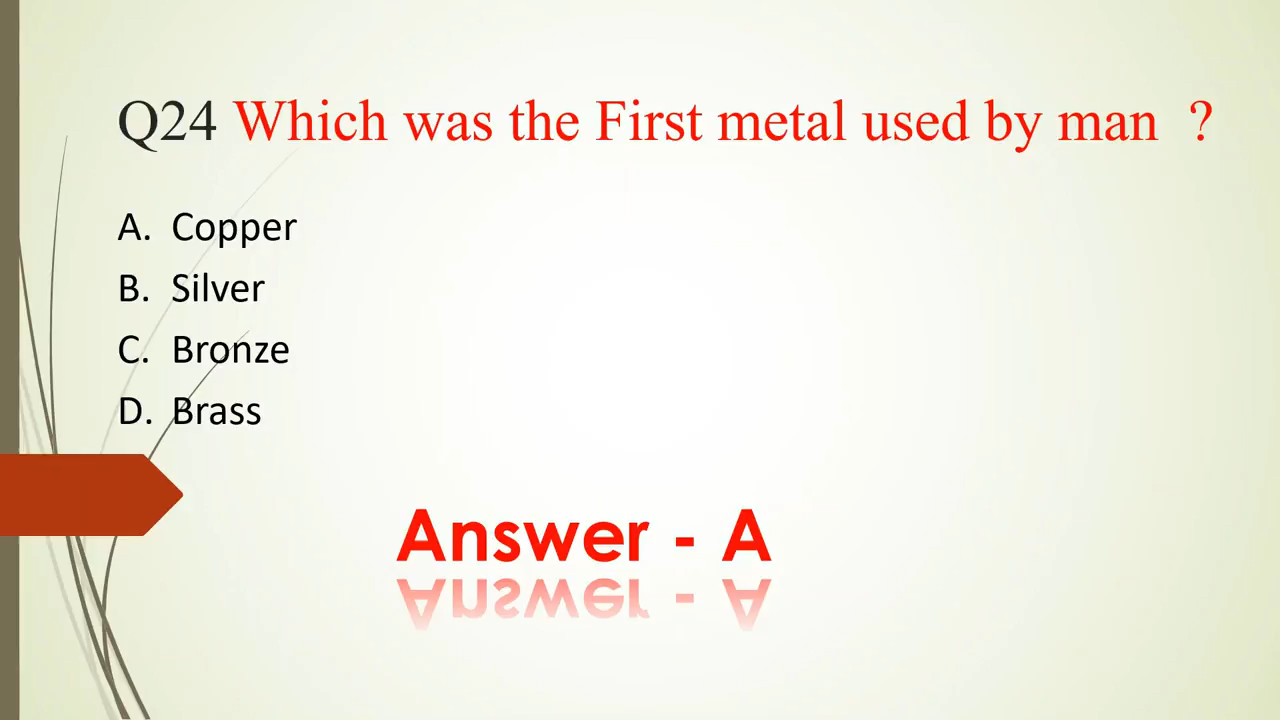 Q24 Which was the First metal used by man ?
A. Copper
B. Silver
C. Bronze
D. Brass
Answer - A